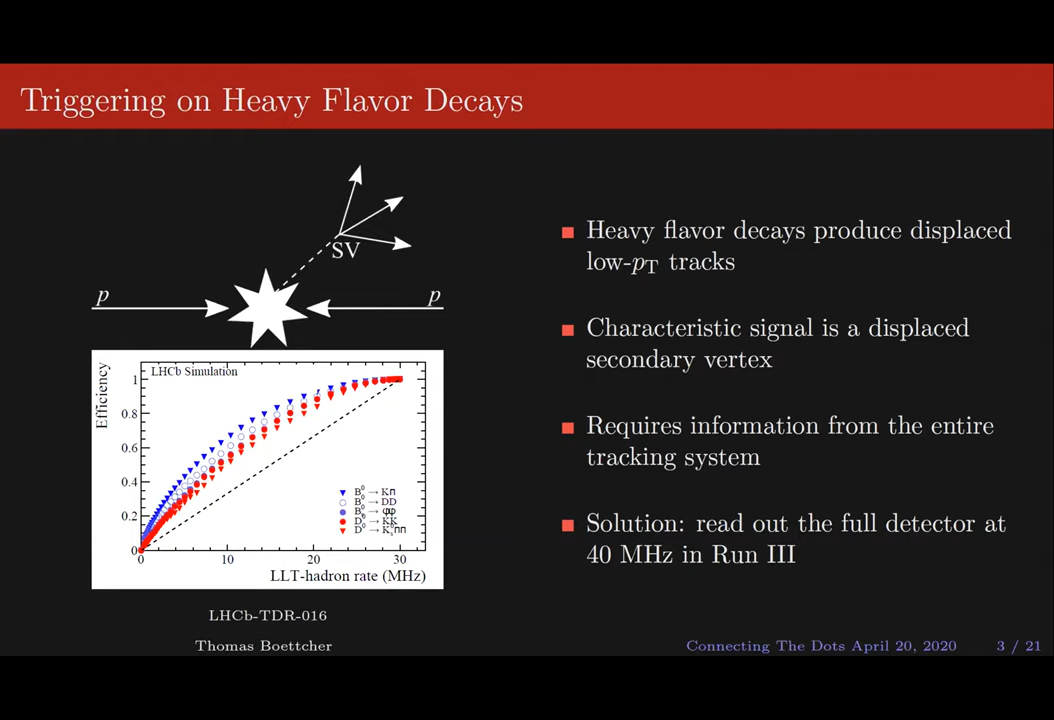 Triggering on Heavy Flavor Decays
SV
p
p
Efficiency
LHCb Simulation
1
0.8
0.6
0.4
0.2
0
0
10
20
30
LLT-hadron rate (MHz)
B⁰ → Kπ
B⁰ → DD
B⁰ₛ → φφ
D⁰ → KK
D⁰ → K⁰ₛππ
LHCb-TDR-016
Heavy flavor decays produce displaced
low-pT tracks
Characteristic signal is a displaced
secondary vertex
Requires information from the entire
tracking system
Solution: read out the full detector at
40 MHz in Run III
Thomas Boettcher
Connecting The Dots April 20, 2020
3 / 21